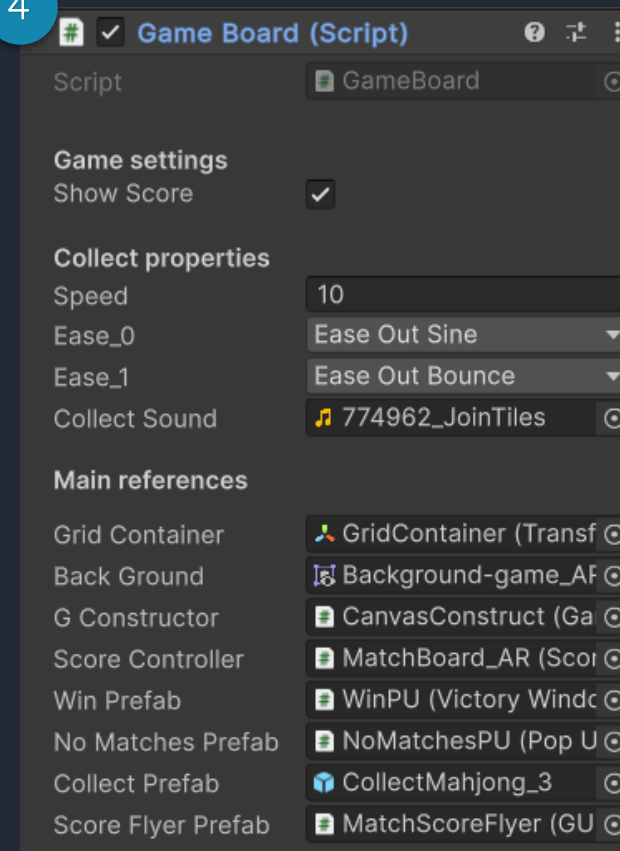 4
# Game Board (Script)
Script # GameBoard
Game settings
Show Score
Collect properties
Speed 10
Ease_0 Ease Out Sine
Ease_1 Ease Out Bounce
Collect Sound 774962_JoinTiles
Main references
Grid Container GridContainer (Transf
Back Ground Background-game_AR
G Constructor # CanvasConstruct (Ga
Score Controller # MatchBoard_AR (Scor
Win Prefab # WinPU (Victory Windo
No Matches Prefab # NoMatchesPU (Pop U
Collect Prefab CollectMahjong_3
Score Flyer Prefab # MatchScoreFlyer (GU